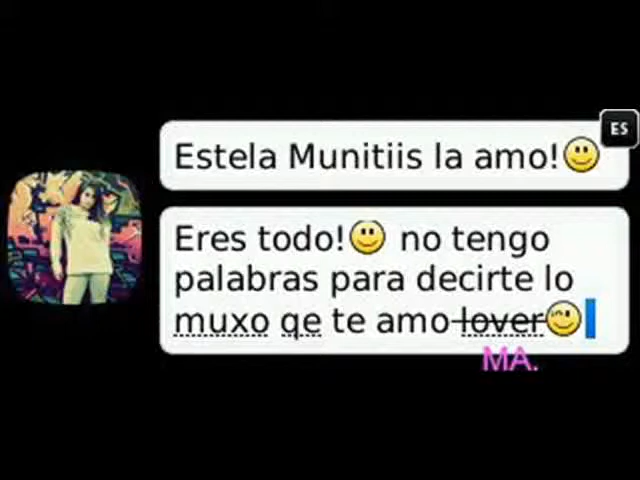 ES
Estela Munitiis la amo!
Eres todo! no tengo
palabras para decirte lo
muxo qe te amo lover
MA.